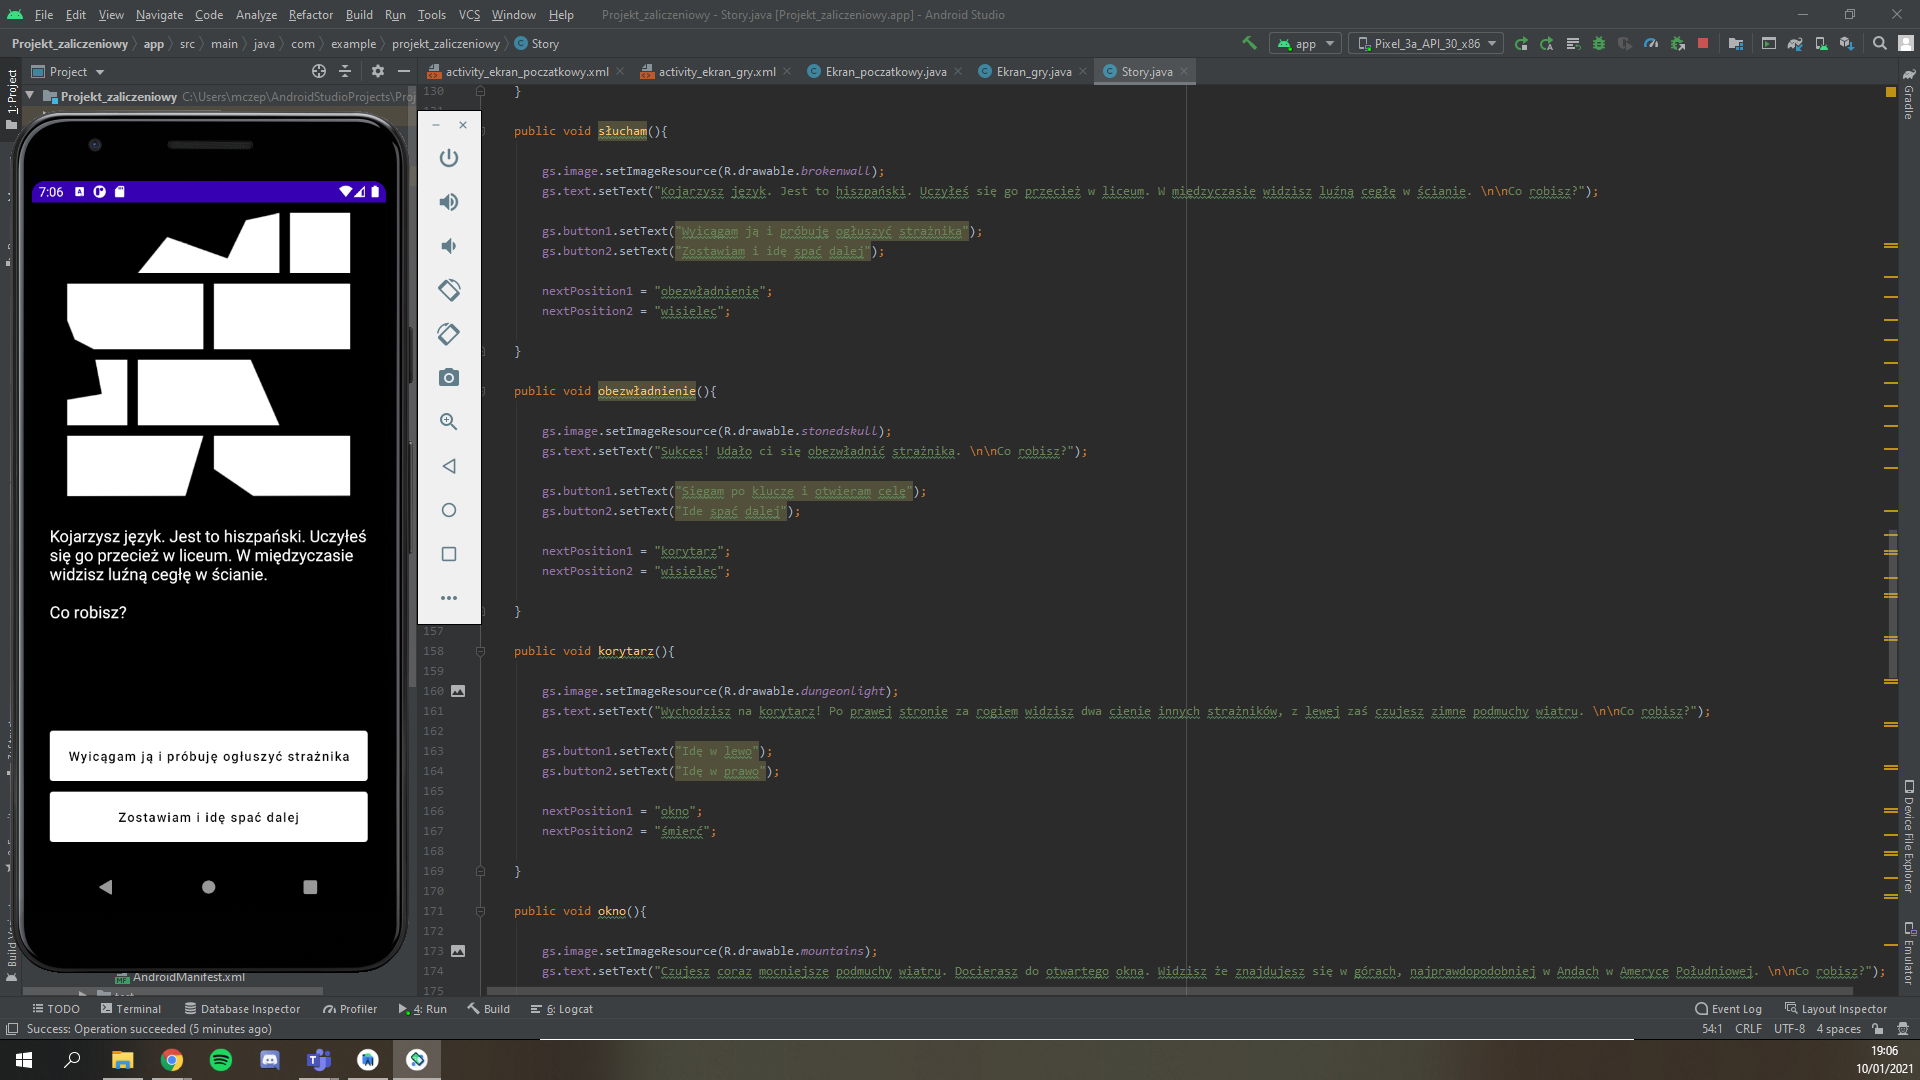 File Edit View Navigate Code Analyze Refactor Build Run Tools VCS Window Help Projekt_zaliczeniowy - Story.java [Projekt_zaliczeniowy.app] - Android Studio
Projekt_zaliczeniowy app src main java com example projekt_zaliczeniowy Story app Pixel_3a_API_30_x86
1: Project
Project
activity_ekran_poczatkowy.xml activity_ekran_gry.xml Ekran_poczatkowy.java Ekran_gry.java Story.java
Projekt_zaliczeniowy C:\Users\mczep\AndroidStudioProjects\Proj
130 }
public void słucham(){
gs.image.setImageResource(R.drawable.brokenwall);
gs.text.setText("Kojarzysz język. Jest to hiszpański. Uczyłeś się go przecież w liceum. W międzyczasie widzisz luźną cegłę w ścianie. \n\nCo robisz?");
gs.button1.setText("Wyicągam ją i próbuję ogłuszyć strażnika");
gs.button2.setText("Zostawiam i idę spać dalej");
nextPosition1 = "obezwładnienie";
nextPosition2 = "wisielec";
}
public void obezwładnienie(){
gs.image.setImageResource(R.drawable.stonedskull);
gs.text.setText("Sukces! Udało ci się obezwładnić strażnika. \n\nCo robisz?");
gs.button1.setText("Sięgam po klucze i otwieram celę");
gs.button2.setText("Ide spać dalej");
nextPosition1 = "korytarz";
nextPosition2 = "wisielec";
}
157
158 public void korytarz(){
159
160 gs.image.setImageResource(R.drawable.dungeonlight);
161 gs.text.setText("Wychodzisz na korytarz! Po prawej stronie za rogiem widzisz dwa cienie innych strażników, z lewej zaś czujesz zimne podmuchy wiatru. \n\nCo robisz?");
162
163 gs.button1.setText("Idę w lewo");
164 gs.button2.setText("Idę w prawo");
165
166 nextPosition1 = "okno";
167 nextPosition2 = "śmierć";
168
169 }
170
171 public void okno(){
172
173 gs.image.setImageResource(R.drawable.mountains);
174 gs.text.setText("Czujesz coraz mocniejsze podmuchy wiatru. Docierasz do otwartego okna. Widzisz że znajdujesz się w górach, najprawdopodobniej w Andach w Ameryce Południowej. \n\nCo robisz?");
175
7:06
Kojarzysz język. Jest to hiszpański. Uczyłeś
się go przecież w liceum. W międzyczasie
widzisz luźną cegłę w ścianie.
Co robisz?
Wyicągam ją i próbuję ogłuszyć strażnika
Zostawiam i idę spać dalej
AndroidManifest.xml
Gradle
Device File Explorer
Emulator
TODO Terminal Database Inspector Profiler 4: Run Build 6: Logcat Event Log Layout Inspector
Success: Operation succeeded (5 minutes ago) 54:1 CRLF UTF-8 4 spaces
19:06
10/01/2021